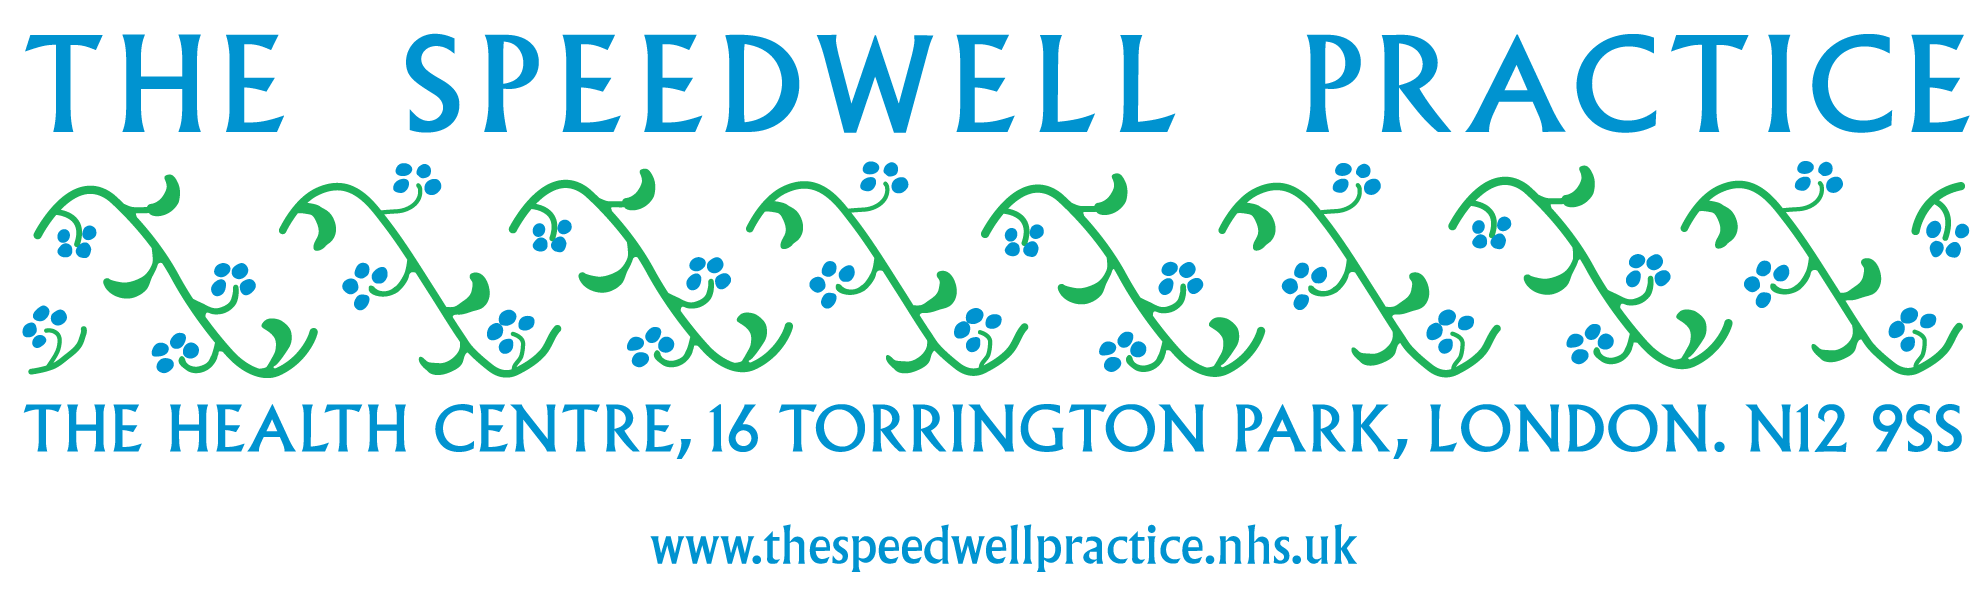 THE SPEEDWELL PRACTICE
THE HEALTH CENTRE, 16 TORRINGTON PARK, LONDON. N12 9SS
www.thespeedwellpractice.nhs.uk